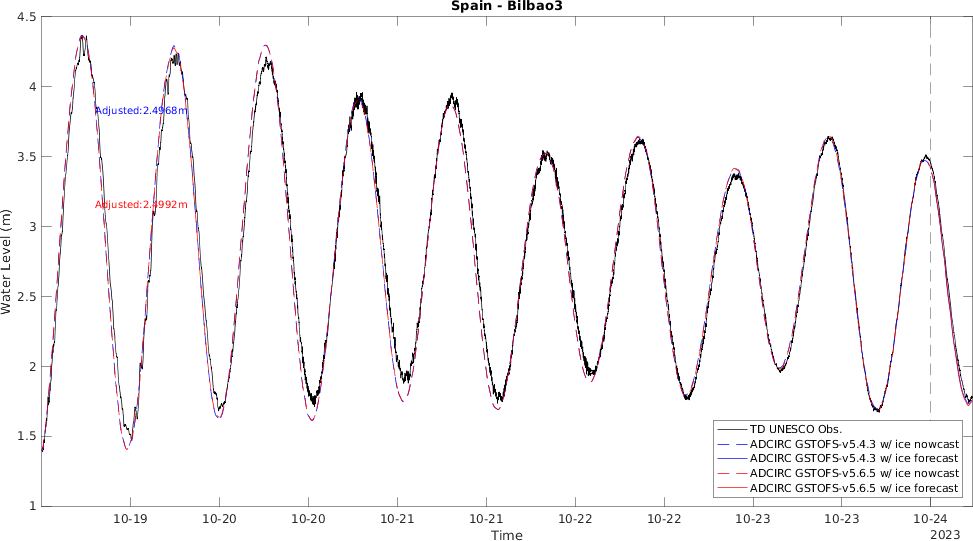 Spain - Bilbao3
4.5
4
3.5
3
2.5
2
1.5
1
Water Level (m)
Adjusted:2.4968m
Adjusted:2.4992m
TD UNESCO Obs.
ADCIRC GSTOFS-v5.4.3 w/ ice nowcast
ADCIRC GSTOFS-v5.4.3 w/ ice forecast
ADCIRC GSTOFS-v5.6.5 w/ ice nowcast
ADCIRC GSTOFS-v5.6.5 w/ ice forecast
10-19 10-20 10-20 10-21 10-21 10-22 10-22 10-23 10-23 10-24
Time
2023